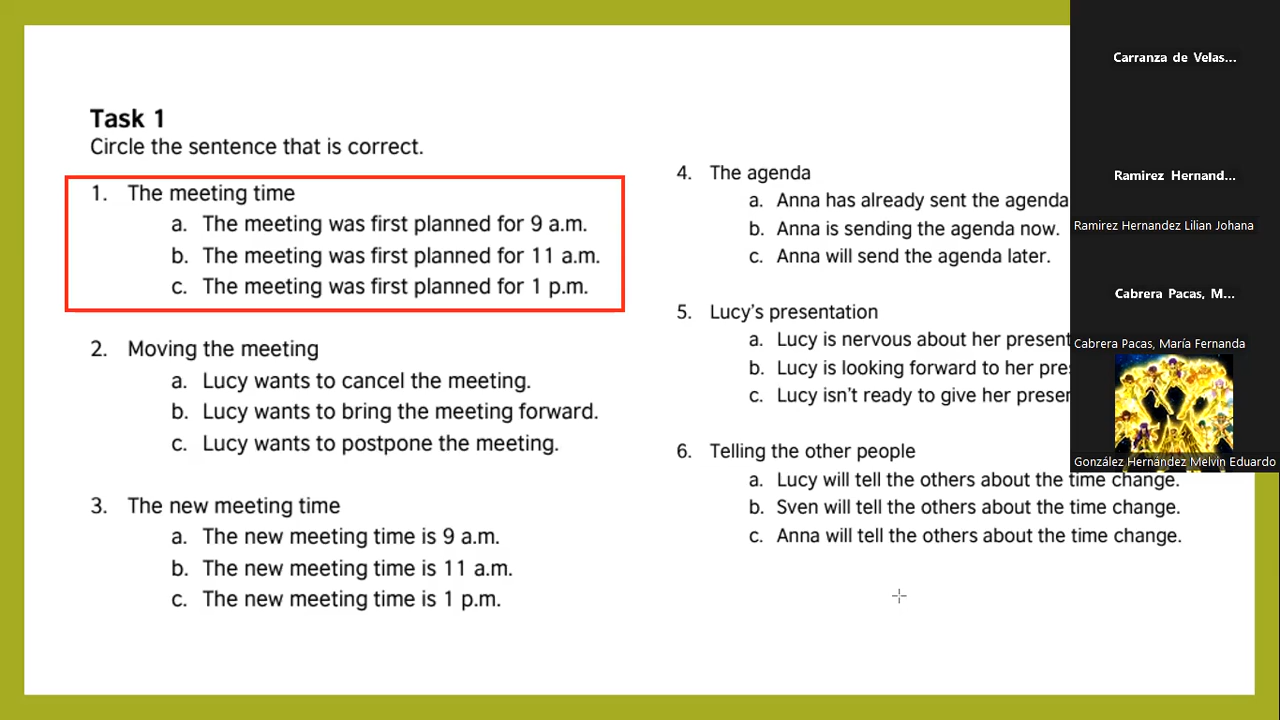 Task 1
Circle the sentence that is correct.
1. The meeting time
a. The meeting was first planned for 9 a.m.
b. The meeting was first planned for 11 a.m.
c. The meeting was first planned for 1 p.m.
2. Moving the meeting
a. Lucy wants to cancel the meeting.
b. Lucy wants to bring the meeting forward.
c. Lucy wants to postpone the meeting.
3. The new meeting time
a. The new meeting time is 9 a.m.
b. The new meeting time is 11 a.m.
c. The new meeting time is 1 p.m.
4. The agenda
a. Anna has already sent the agenda
b. Anna is sending the agenda now.
c. Anna will send the agenda later.
5. Lucy's presentation
a. Lucy is nervous about her present
b. Lucy is looking forward to her pre
c. Lucy isn't ready to give her preser
6. Telling the other people
a. Lucy will tell the others about the time change.
b. Sven will tell the others about the time change.
c. Anna will tell the others about the time change.
Carranza de Velas...
Ramirez Hernand...
Ramirez Hernandez Lilian Johana
Cabrera Pacas, M...
Cabrera Pacas, María Fernanda
González Hernández Melvin Eduardo